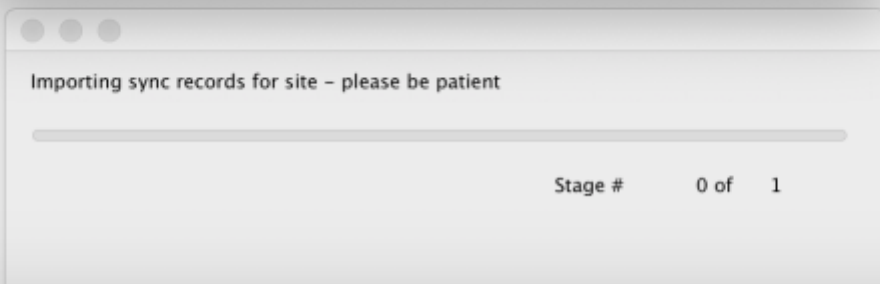 Importing sync records for site – please be patient
Stage # 0 of 1